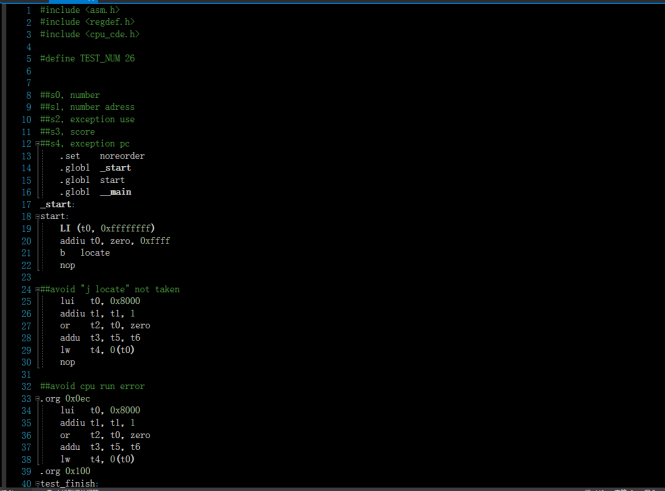 1 #include <asm.h>
2 #include <regdef.h>
3 #include <cpu_cde.h>
4
5 #define TEST_NUM 26
6
7
8 ##s0, number
9 ##s1, number adress
10 ##s2, exception use
11 ##s3, score
12 ##s4, exception pc
13 .set noreorder
14 .globl _start
15 .globl start
16 .globl __main
17 _start:
18 start:
19 LI (t0, 0xffffffff)
20 addiu t0, zero, 0xffff
21 b locate
22 nop
23
24 ##avoid "j locate" not taken
25 lui t0, 0x8000
26 addiu t1, t1, 1
27 or t2, t0, zero
28 addu t3, t5, t6
29 lw t4, 0(t0)
30 nop
31
32 ##avoid cpu run error
33 .org 0x0ec
34 lui t0, 0x8000
35 addiu t1, t1, 1
36 or t2, t0, zero
37 addu t3, t5, t6
38 lw t4, 0(t0)
39 .org 0x100
40 test_finish: